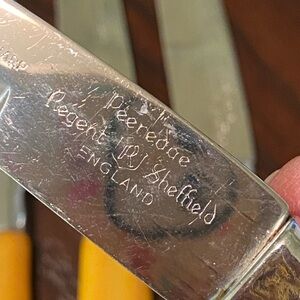 Peeredge
Regent (R) Sheffield
ENGLAND